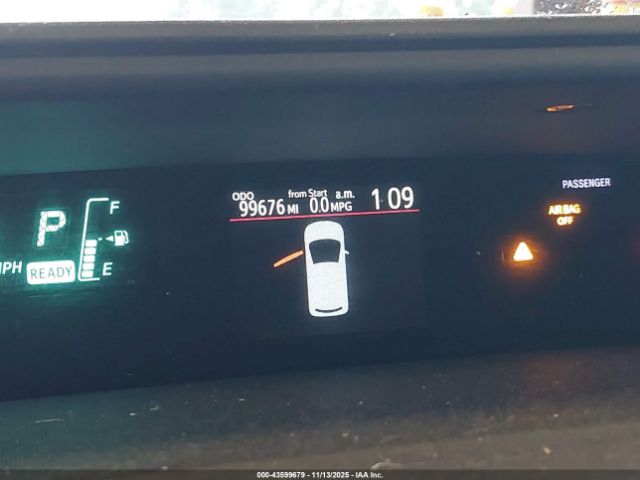 P
F
MPH
READY
E
ODO
99676 MI
from Start
0.0 MPG
a.m.
1:09
PASSENGER
AIR BAG
OFF
000-43599679 - 11/13/2025 - IAA Inc.